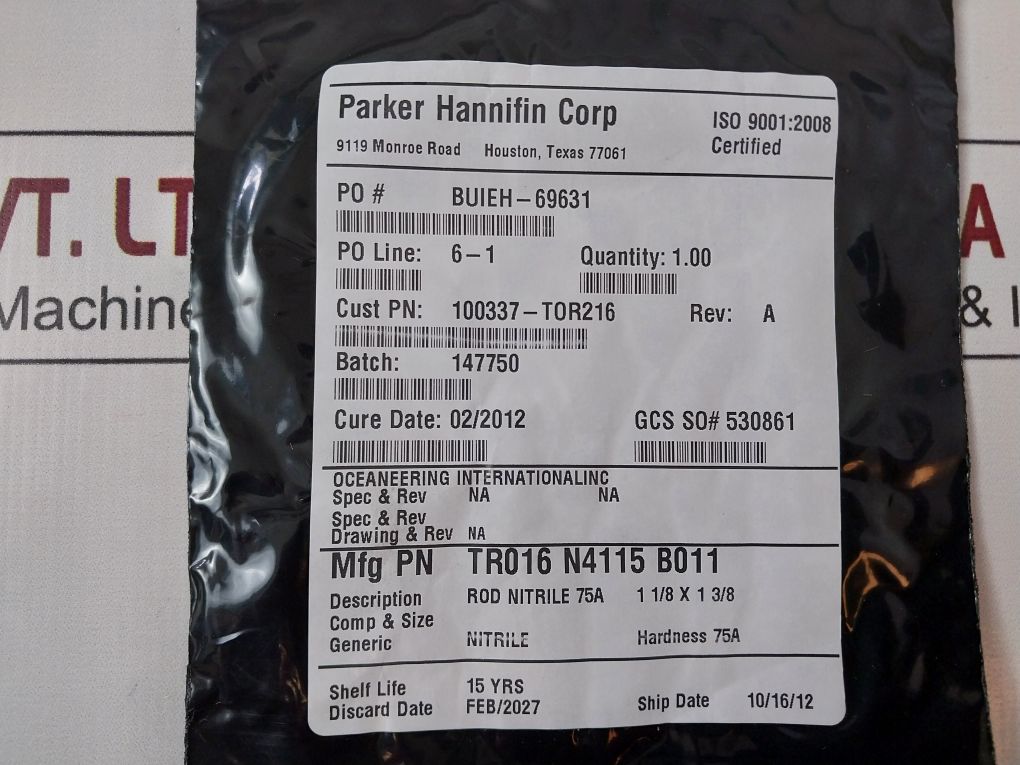 Parker Hannifin Corp ISO 9001:2008
9119 Monroe Road Houston, Texas 77061 Certified
PO # BUIEH-69631
PO Line: 6-1 Quantity: 1.00
Cust PN: 100337-TOR216 Rev: A
Batch: 147750
Cure Date: 02/2012 GCS SO# 530861
OCEANEERING INTERNATIONALINC
Spec & Rev NA NA
Spec & Rev
Drawing & Rev NA
Mfg PN TR016 N4115 B011
Description ROD NITRILE 75A 1 1/8 X 1 3/8
Comp & Size
Generic NITRILE Hardness 75A
Shelf Life 15 YRS
Discard Date FEB/2027 Ship Date 10/16/12
VT. LT
A
Machine
& I